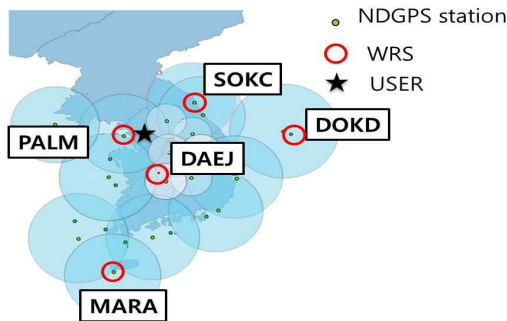 NDGPS station
WRS
USER
SOKC
DOKD
PALM
DAEJ
MARA